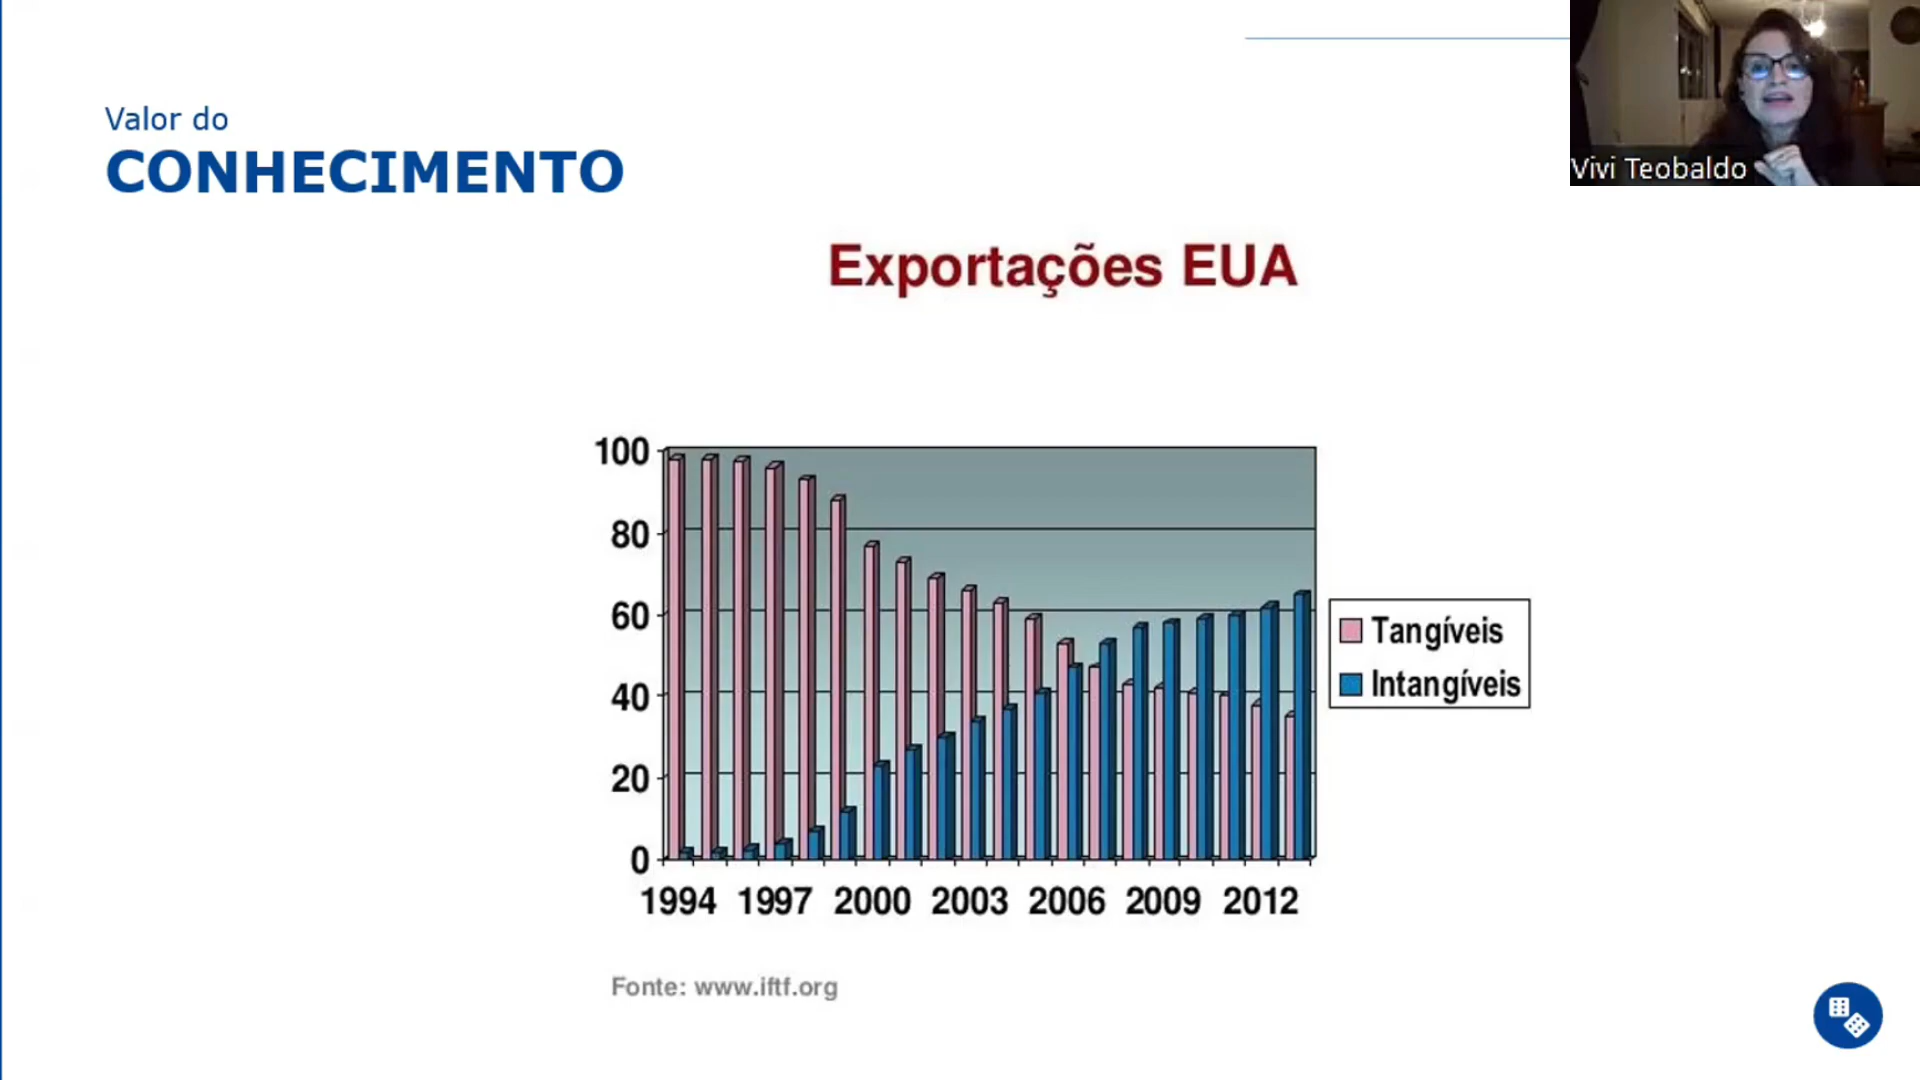 Valor do
CONHECIMENTO
Vivi Teobaldo
Exportações EUA
100
80
60
40
20
0
1994 1997 2000 2003 2006 2009 2012
Tangíveis
Intangíveis
Fonte: www.iftf.org